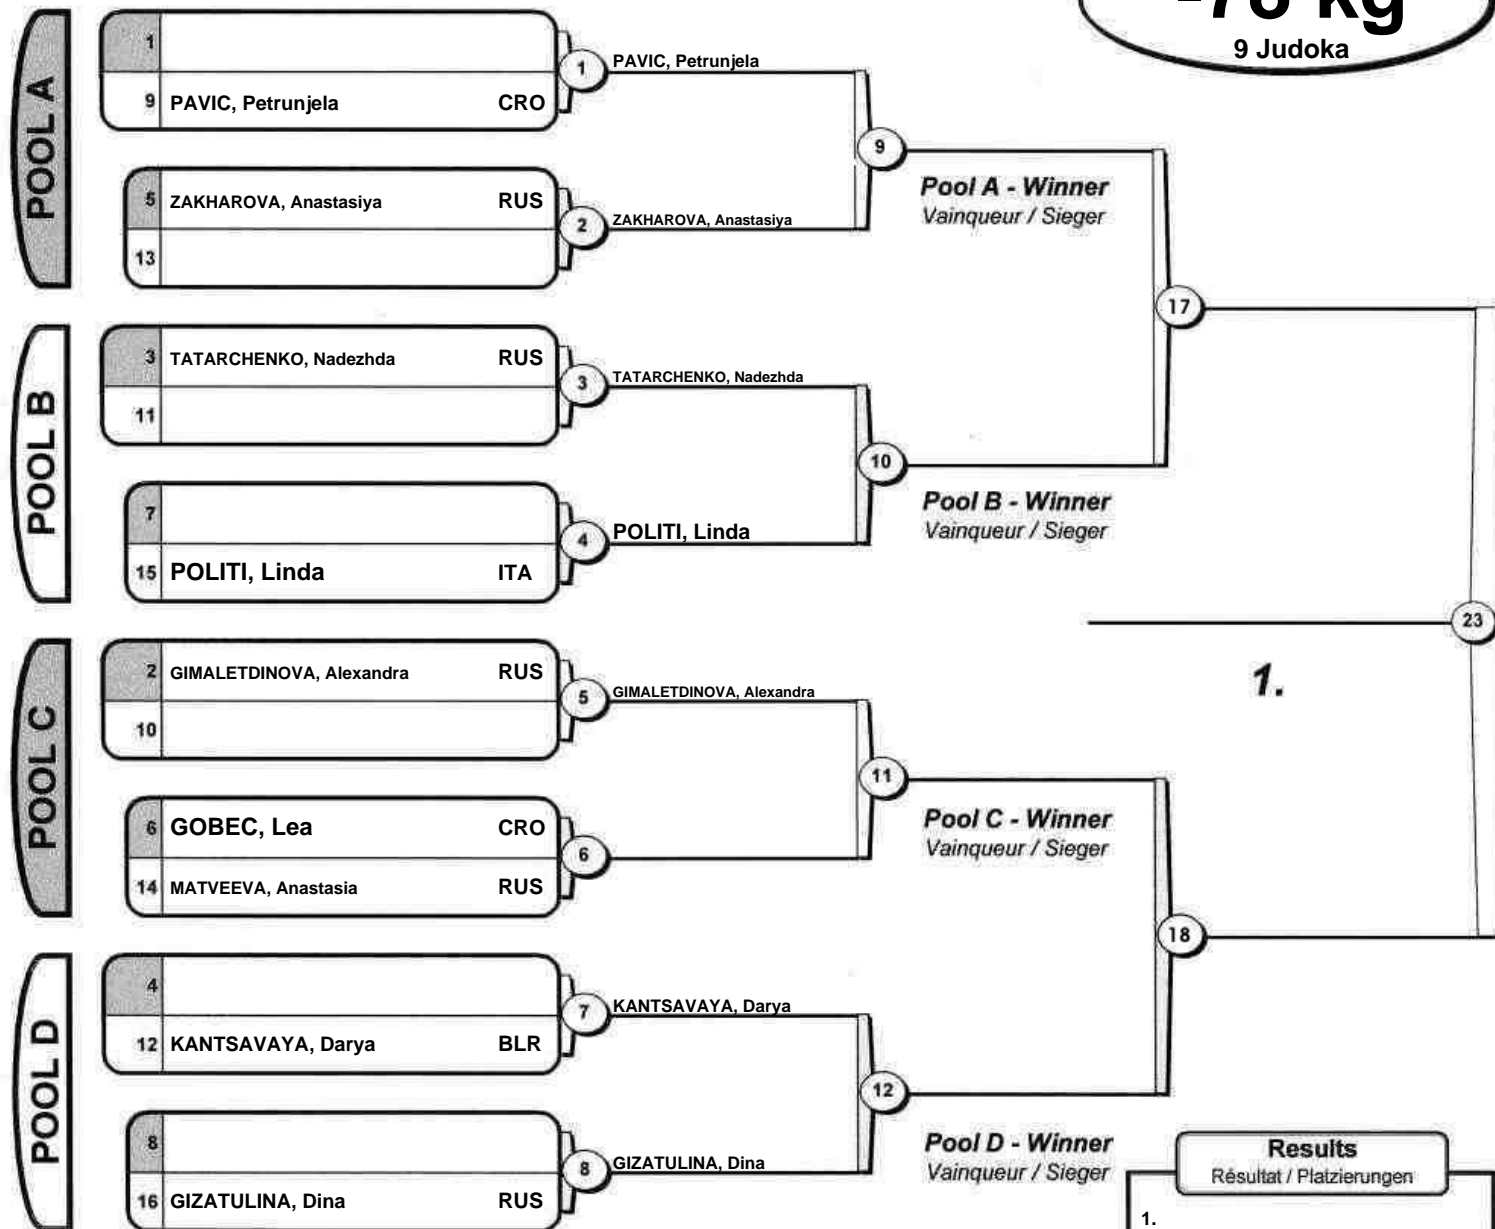 -78 kg
9 Judoka
POOL A
1
9 PAVIC, Petrunjela CRO
1 PAVIC, Petrunjela
5 ZAKHAROVA, Anastasiya RUS
13
2 ZAKHAROVA, Anastasiya
9
Pool A - Winner
Vainqueur / Sieger
POOL B
3 TATARCHENKO, Nadezhda RUS
11
3 TATARCHENKO, Nadezhda
7
15 POLITI, Linda ITA
4 POLITI, Linda
10
Pool B - Winner
Vainqueur / Sieger
17
23
1.
POOL C
2 GIMALETDINOVA, Alexandra RUS
10
5 GIMALETDINOVA, Alexandra
6 GOBEC, Lea CRO
14 MATVEEVA, Anastasia RUS
6
11
Pool C - Winner
Vainqueur / Sieger
18
POOL D
4
12 KANTSAVAYA, Darya BLR
7 KANTSAVAYA, Darya
8
16 GIZATULINA, Dina RUS
8 GIZATULINA, Dina
12
Pool D - Winner
Vainqueur / Sieger
Results
Résultat / Platzierungen
1.